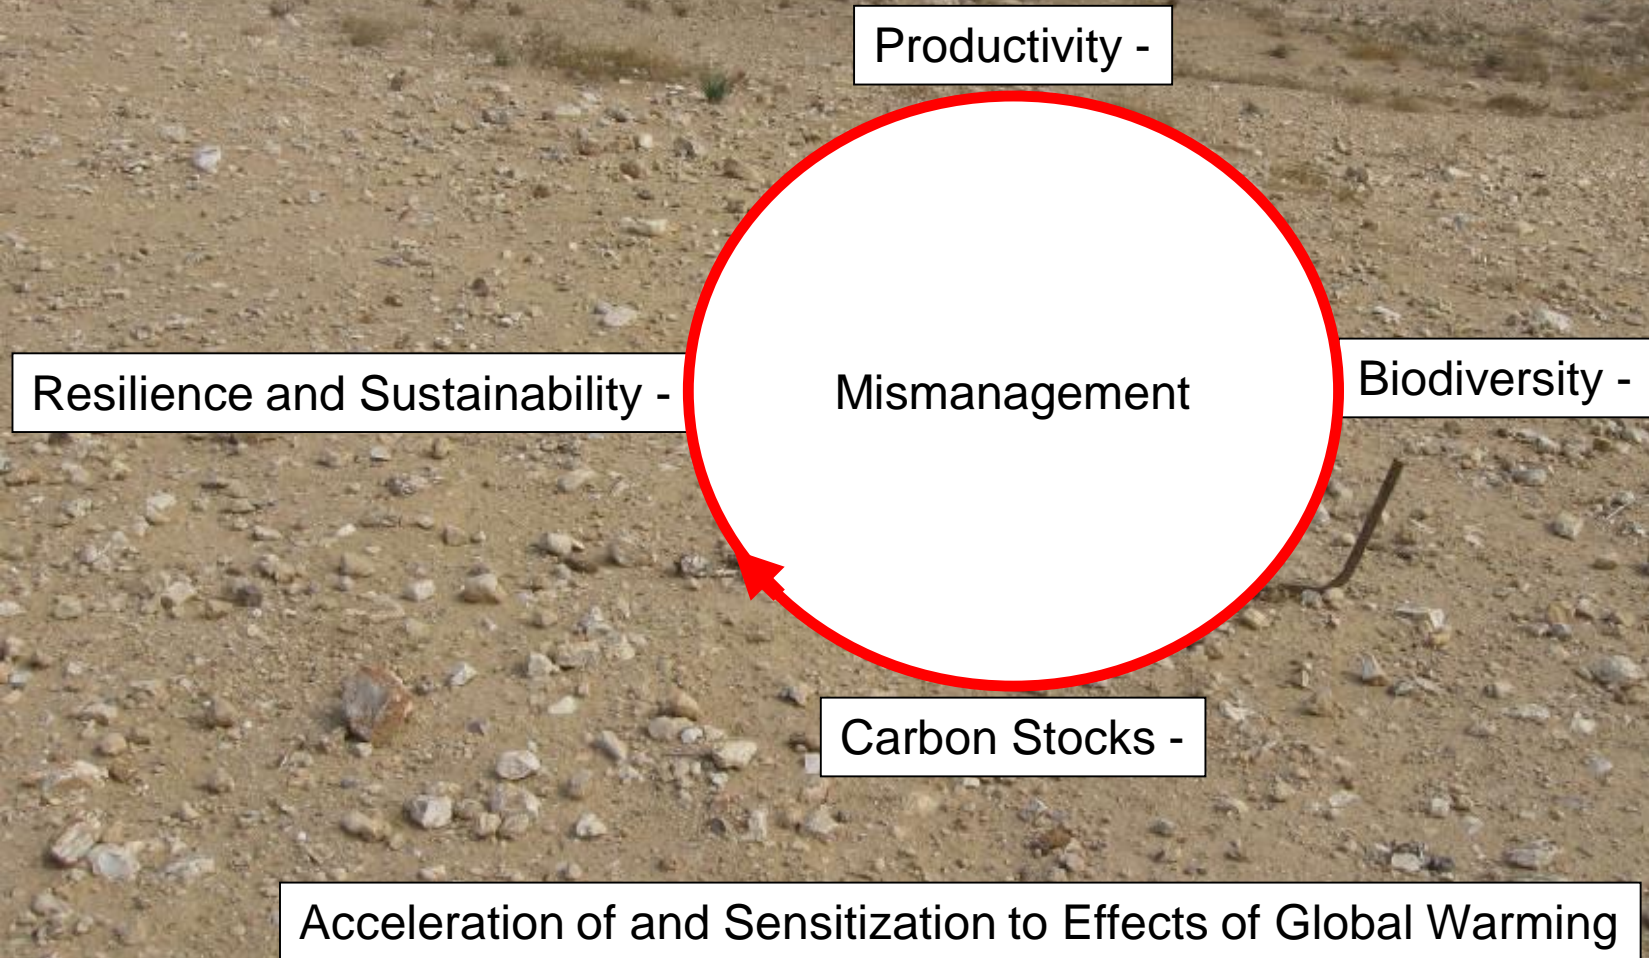 Productivity -
Resilience and Sustainability -
Mismanagement
Biodiversity -
Carbon Stocks -
Acceleration of and Sensitization to Effects of Global Warming